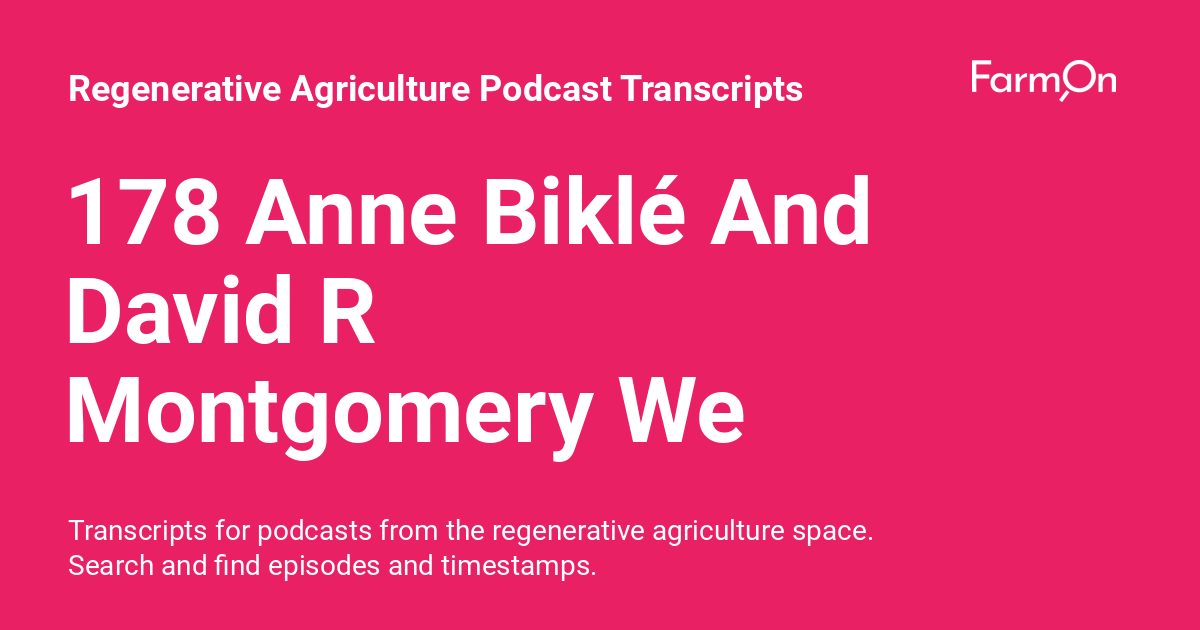 Regenerative Agriculture Podcast Transcripts
FarmOn
178 Anne Biklé And
David R
Montgomery We
Transcripts for podcasts from the regenerative agriculture space.
Search and find episodes and timestamps.